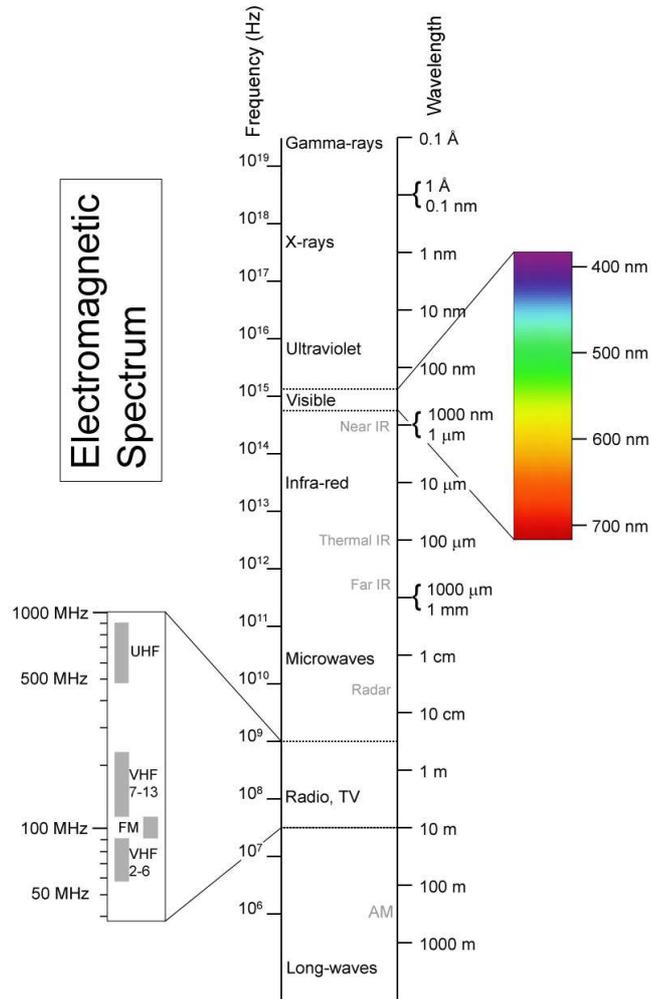 Electromagnetic
Spectrum
Frequency (Hz)
Wavelength
10¹⁹
10¹⁸
10¹⁷
10¹⁶
10¹⁵
10¹⁴
10¹³
10¹²
10¹¹
10¹⁰
10⁹
10⁸
10⁷
10⁶
Gamma-rays
X-rays
Ultraviolet
Visible
Near IR
Infra-red
Thermal IR
Far IR
Microwaves
Radar
Radio, TV
AM
Long-waves
0.1 Å
1 Å
0.1 nm
1 nm
10 nm
100 nm
1000 nm
1 μm
10 μm
100 μm
1000 μm
1 mm
1 cm
10 cm
1 m
10 m
100 m
1000 m
400 nm
500 nm
600 nm
700 nm
1000 MHz
500 MHz
100 MHz
50 MHz
UHF
VHF
7-13
FM
VHF
2-6